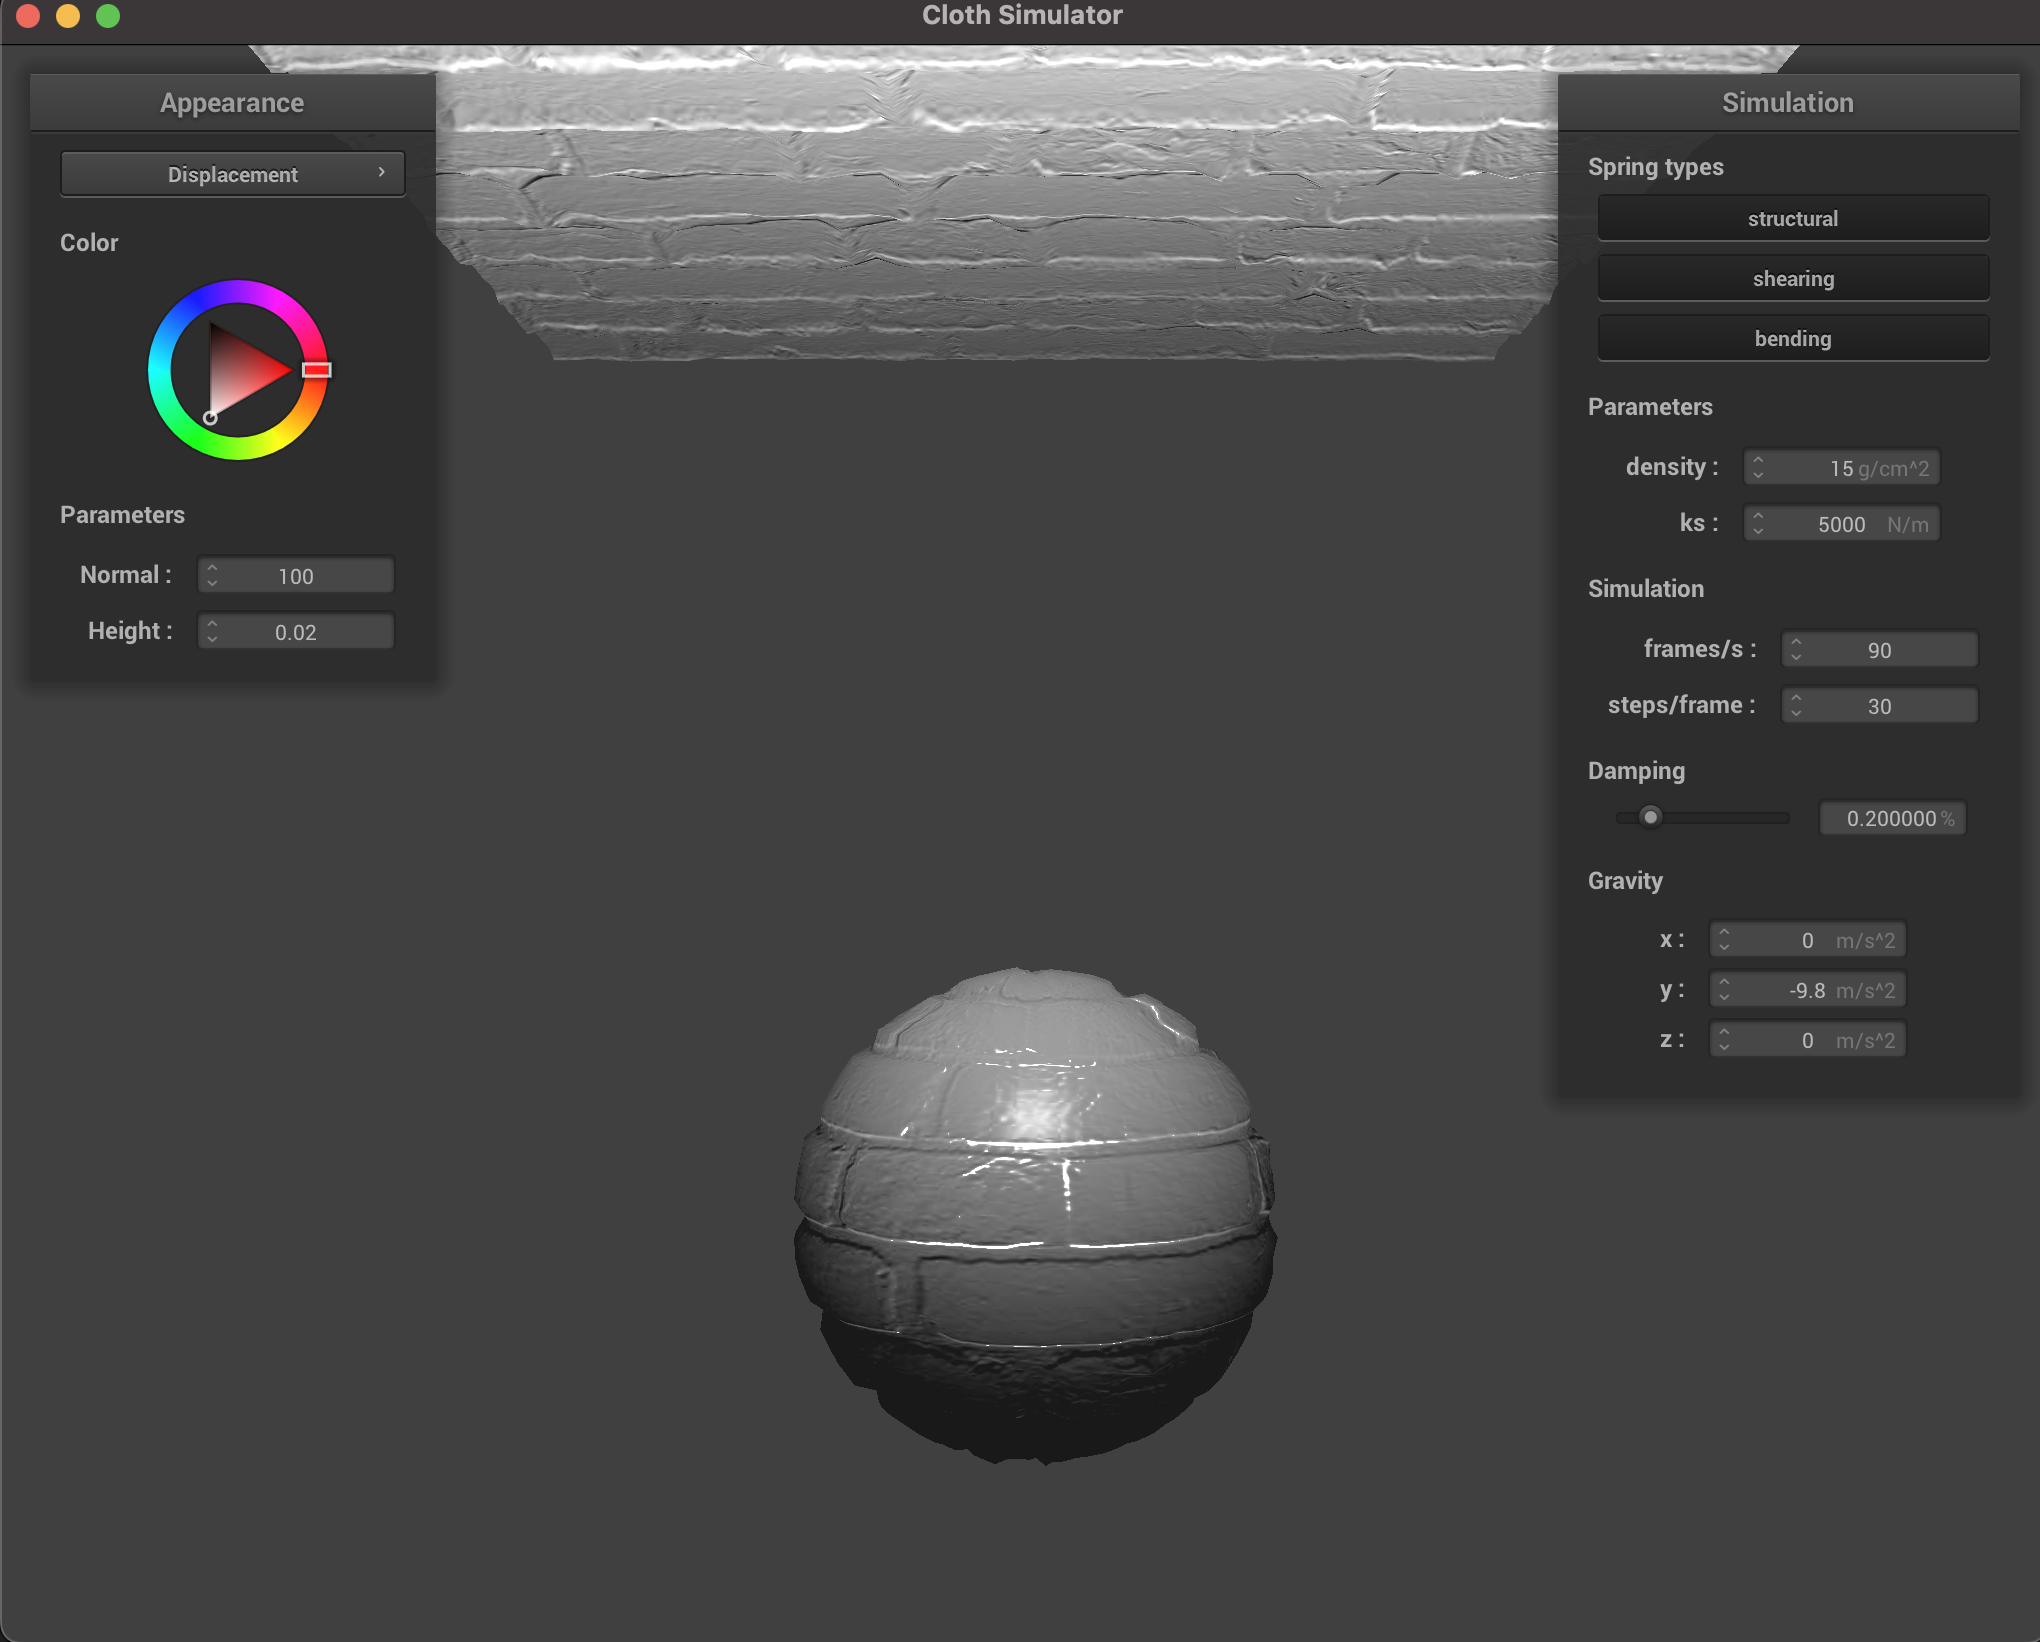 Cloth Simulator
Appearance
Displacement
Color
Parameters
Normal : 100
Height : 0.02
Simulation
Spring types
structural
shearing
bending
Parameters
density : 15 g/cm^2
ks : 5000 N/m
Simulation
frames/s : 90
steps/frame : 30
Damping
0.200000 %
Gravity
x : 0 m/s^2
y : -9.8 m/s^2
z : 0 m/s^2